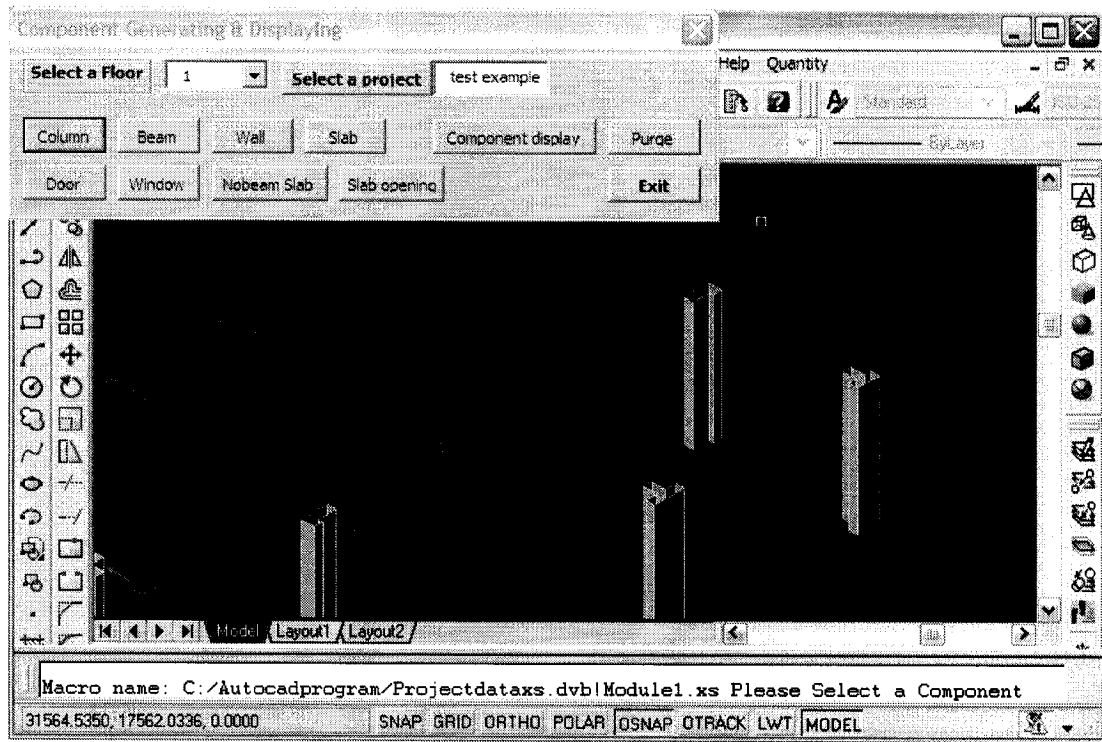 Component Generating & Displaying
Select a Floor 1 Select a project test example
Help Quantity
Standard
Column Beam Wall Slab Component display Purge
ByLayer
Door Window Nobeam Slab Slab opening Exit
Model Layout1 Layout2
Macro name: C:/Autocadprogram/Projectdataxs.dvb!Module1.xs Please Select a Component
31564.5350, 17562.0336, 0.0000 SNAP GRID ORTHO POLAR OSNAP OTRACK LWT MODEL